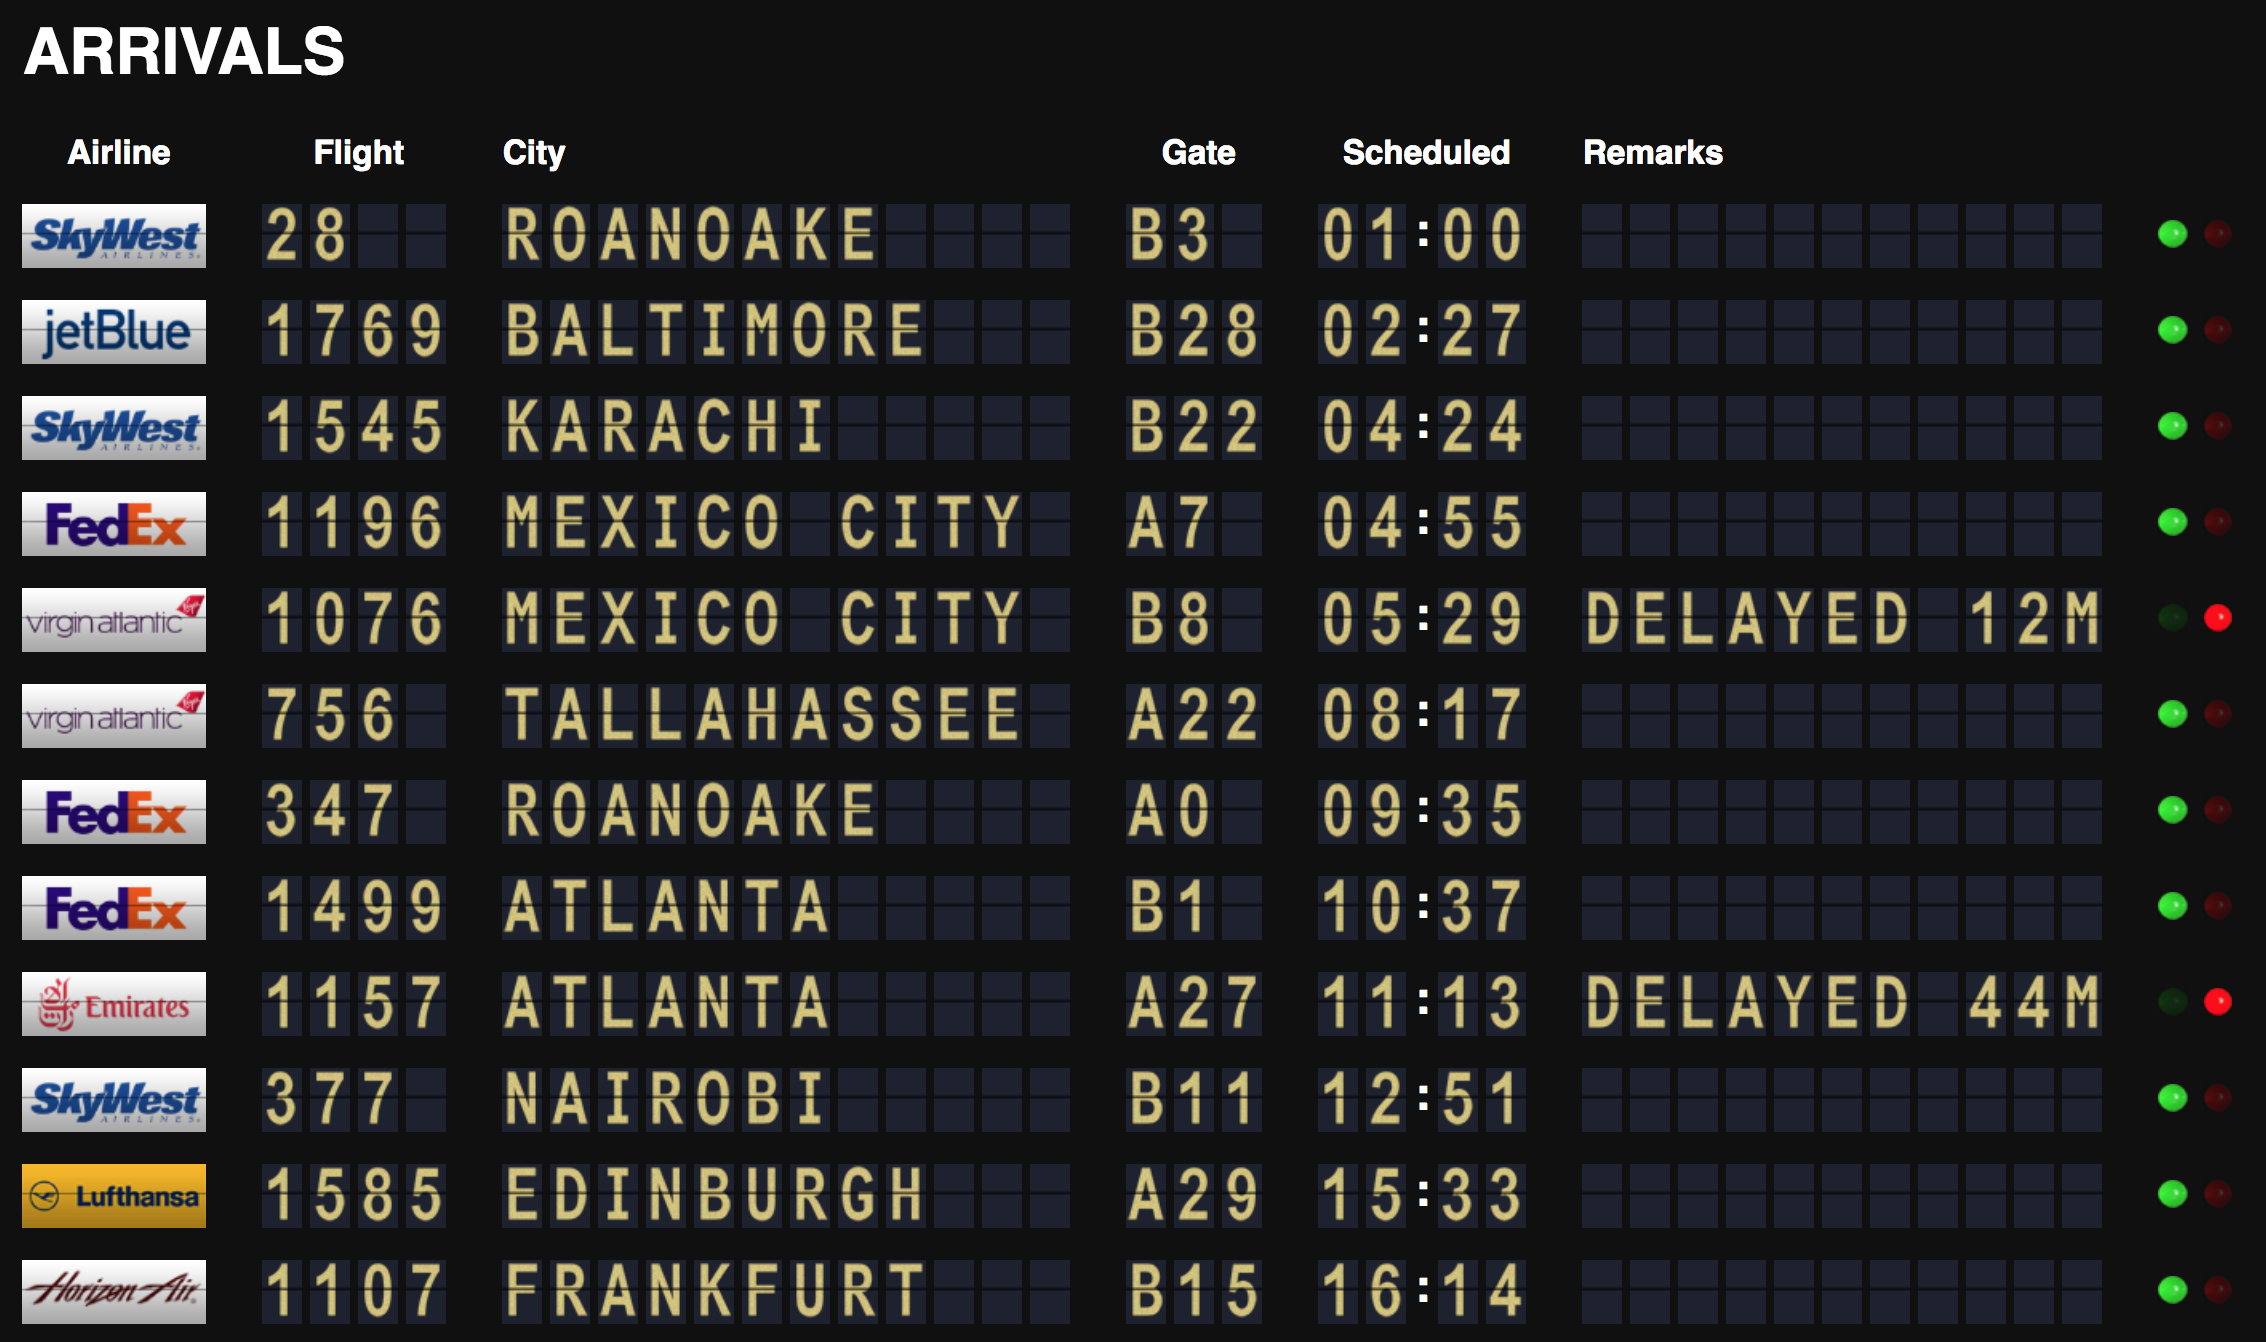 ARRIVALS
Airline Flight City Gate Scheduled Remarks
SkyWest AIRLINES 28 ROANOAKE B3 01:00
jetBlue 1769 BALTIMORE B28 02:27
SkyWest AIRLINES 1545 KARACHI B22 04:24
FedEx 1196 MEXICO CITY A7 04:55
virgin atlantic 1076 MEXICO CITY B8 05:29 DELAYED 12M
virgin atlantic 756 TALLAHASSEE A22 08:17
FedEx 347 ROANOAKE A0 09:35
FedEx 1499 ATLANTA B1 10:37
Emirates 1157 ATLANTA A27 11:13 DELAYED 44M
SkyWest AIRLINES 377 NAIROBI B11 12:51
Lufthansa 1585 EDINBURGH A29 15:33
Horizon Air 1107 FRANKFURT B15 16:14